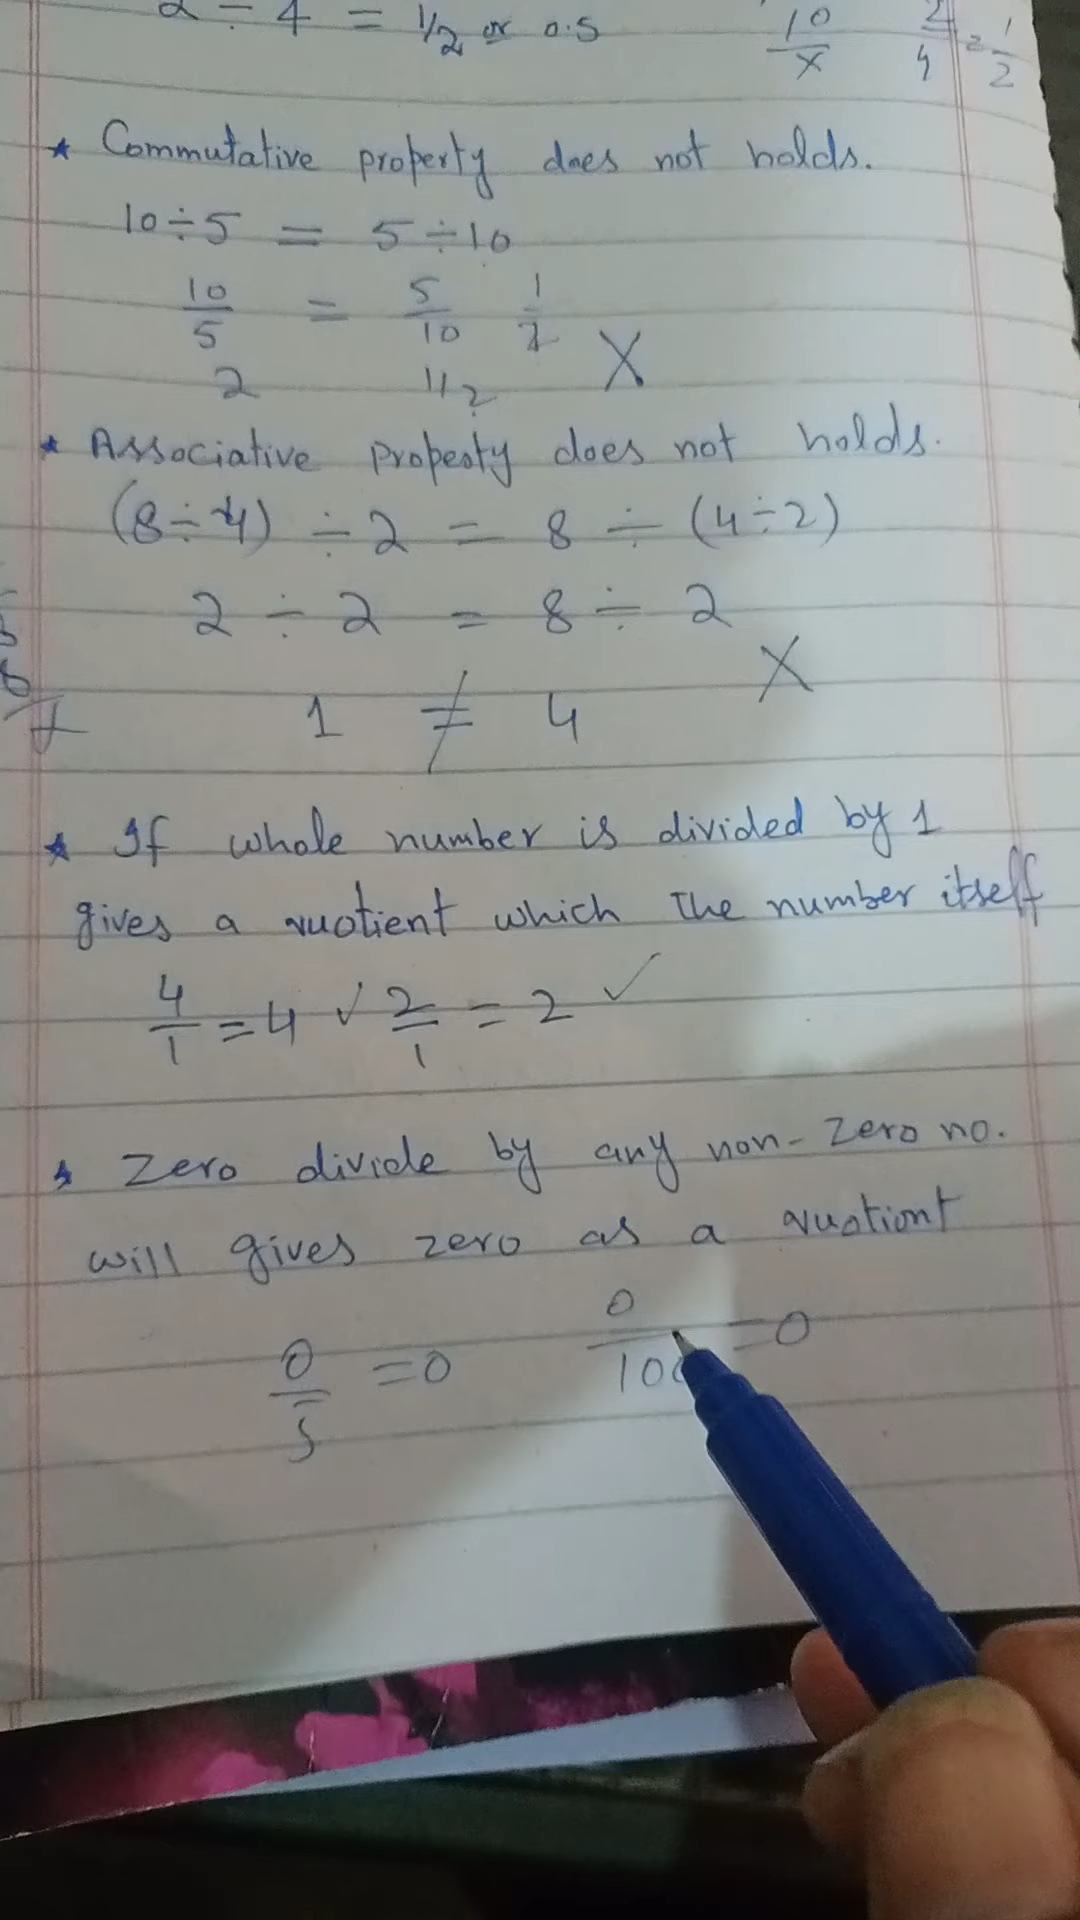 2 ÷ 4 = 1/2 or 0.5 10/x 2/4 = 1/2
* Commutative property does not holds.
10 ÷ 5 = 5 ÷ 10
10/5 = 5/10 1/2
2 1/2 X
* Associative property does not holds.
(8 ÷ 4) ÷ 2 = 8 ÷ (4 ÷ 2)
2 ÷ 2 = 8 ÷ 2
1 ≠ 4 X
* If whole number is divided by 1
gives a quotient which the number itself
4/1 = 4 ✓ 2/1 = 2 ✓
* Zero divide by any non-zero no.
will gives zero as a quotiont
0/5 = 0 0/100 = 0